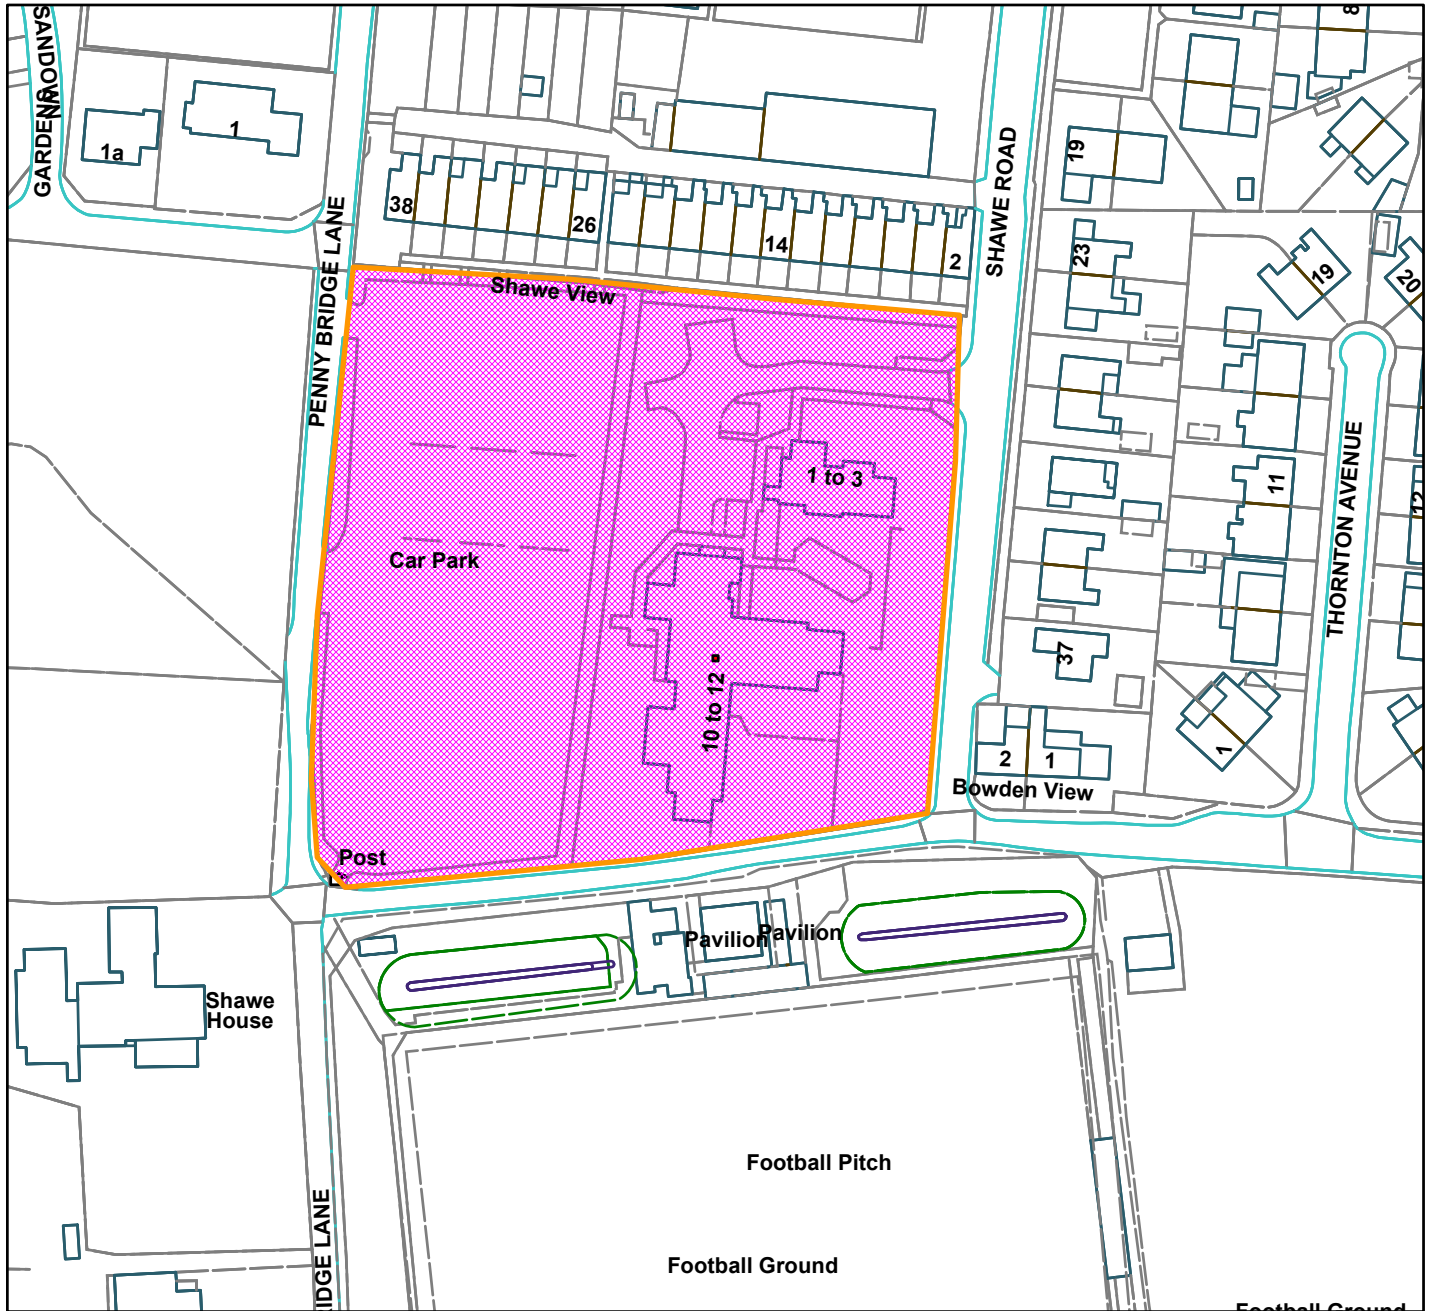 SANDOWN
GARDENS
1a
1
8
19
38
26
14
2
PENNY BRIDGE LANE
SHAWE ROAD
23
19
20
Shawe View
1 to 3
11
12
THORNTON AVENUE
Car Park
37
10 to 12
1
2
1
Bowden View
Post
Pavilion
Pavilion
Shawe
House
Football Pitch
RIDGE LANE
Football Ground
Football Ground